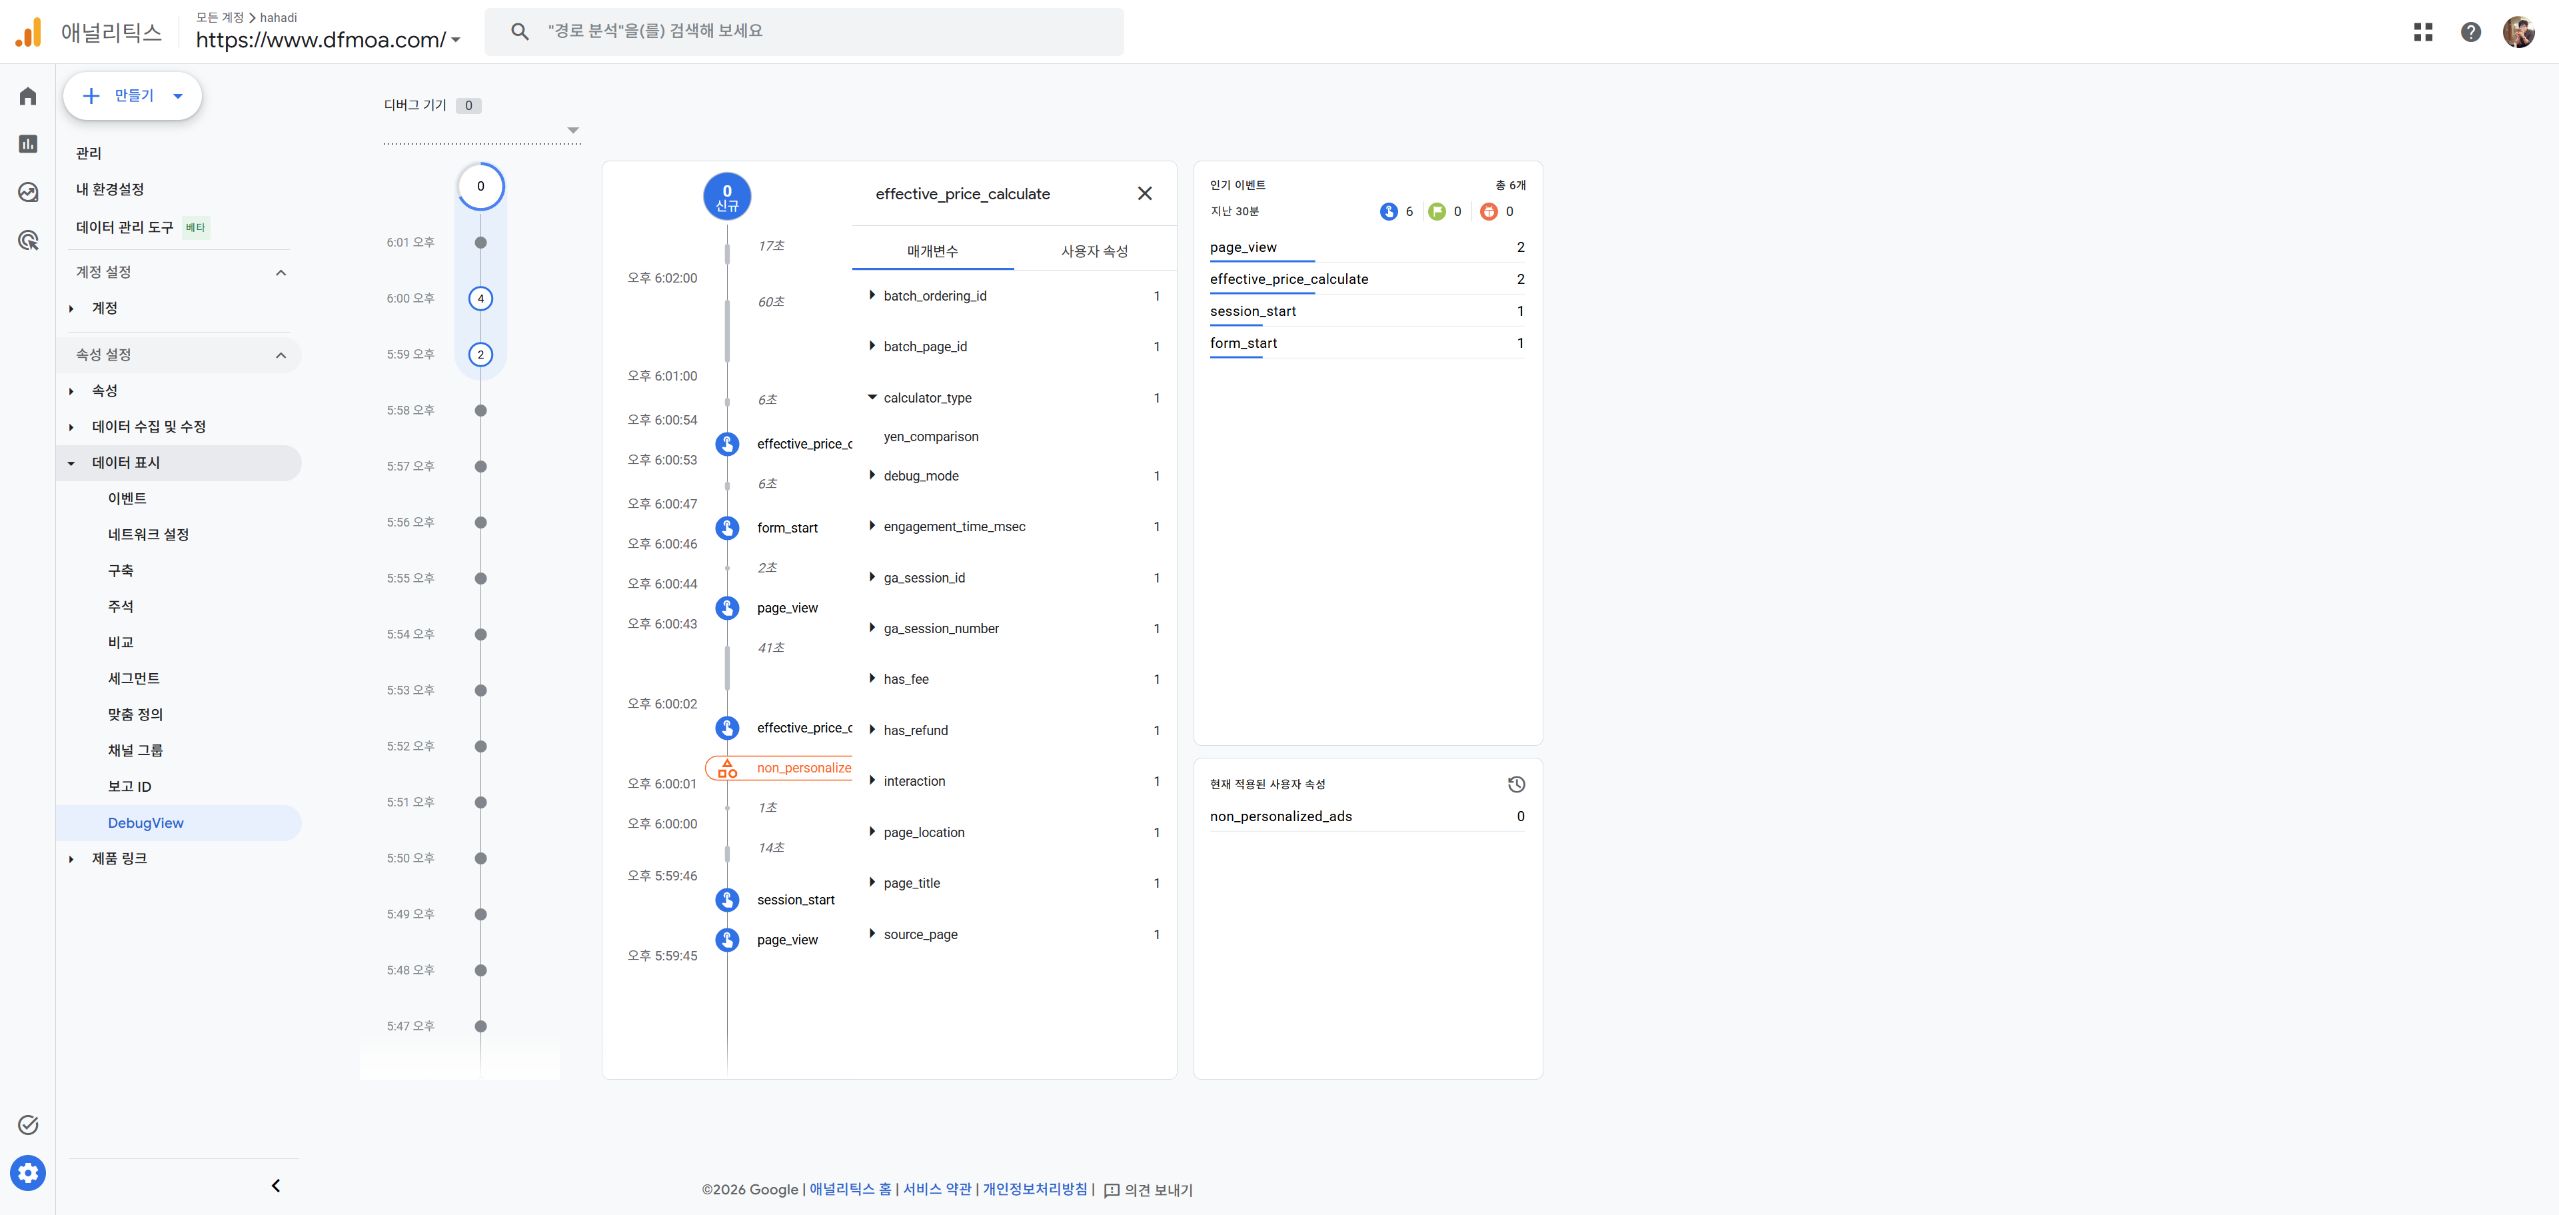 애널리틱스
모든 계정 > hahadi
https://www.dfmoa.com/
"경로 분석"을(를) 검색해 보세요
만들기
관리
내 환경설정
데이터 관리 도구 베타
계정 설정
계정
속성 설정
속성
데이터 수집 및 수정
데이터 표시
이벤트
네트워크 설정
구축
주석
비교
세그먼트
맞춤 정의
채널 그룹
보고 ID
DebugView
제품 링크
디버그 기기 0
0
6:01 오후
6:00 오후 4
5:59 오후 2
5:58 오후
5:57 오후
5:56 오후
5:55 오후
5:54 오후
5:53 오후
5:52 오후
5:51 오후
5:50 오후
5:49 오후
5:48 오후
5:47 오후
0
신규
17초
오후 6:02:00
60초
오후 6:01:00
6초
오후 6:00:54
effective_price_c
오후 6:00:53
6초
오후 6:00:47
form_start
오후 6:00:46
2초
오후 6:00:44
page_view
오후 6:00:43
41초
오후 6:00:02
effective_price_c
non_personalize
오후 6:00:01
1초
오후 6:00:00
14초
오후 5:59:46
session_start
page_view
오후 5:59:45
effective_price_calculate
매개변수 사용자 속성
batch_ordering_id 1
batch_page_id 1
calculator_type 1
yen_comparison
debug_mode 1
engagement_time_msec 1
ga_session_id 1
ga_session_number 1
has_fee 1
has_refund 1
interaction 1
page_location 1
page_title 1
source_page 1
인기 이벤트 총 6개
지난 30분 6 0 0
page_view 2
effective_price_calculate 2
session_start 1
form_start 1
현재 적용된 사용자 속성
non_personalized_ads 0
©2026 Google | 애널리틱스 홈 | 서비스 약관 | 개인정보처리방침 | 의견 보내기